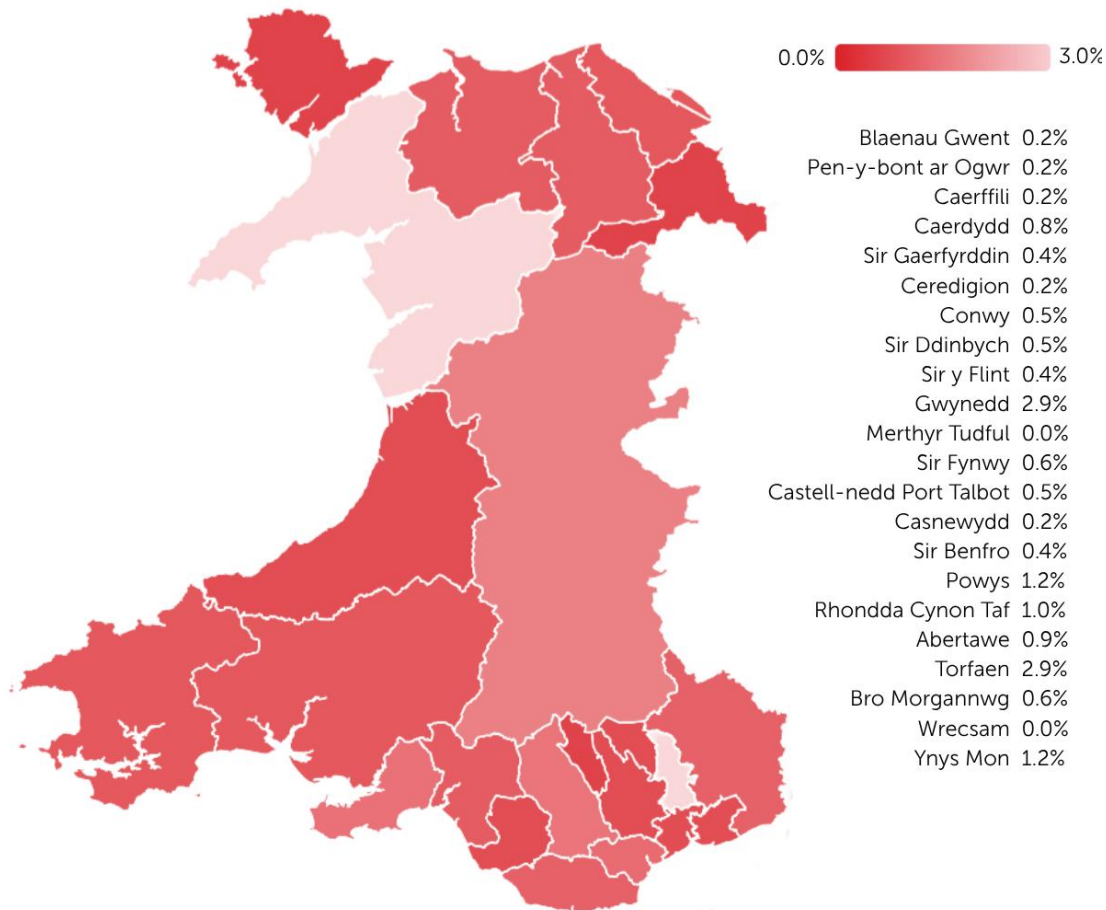 0.0% 3.0%
Blaenau Gwent 0.2%
Pen-y-bont ar Ogwr 0.2%
Caerffili 0.2%
Caerdydd 0.8%
Sir Gaerfyrddin 0.4%
Ceredigion 0.2%
Conwy 0.5%
Sir Ddinbych 0.5%
Sir y Flint 0.4%
Gwynedd 2.9%
Merthyr Tudful 0.0%
Sir Fynwy 0.6%
Castell-nedd Port Talbot 0.5%
Casnewydd 0.2%
Sir Benfro 0.4%
Powys 1.2%
Rhondda Cynon Taf 1.0%
Abertawe 0.9%
Torfaen 2.9%
Bro Morgannwg 0.6%
Wrecsam 0.0%
Ynys Mon 1.2%